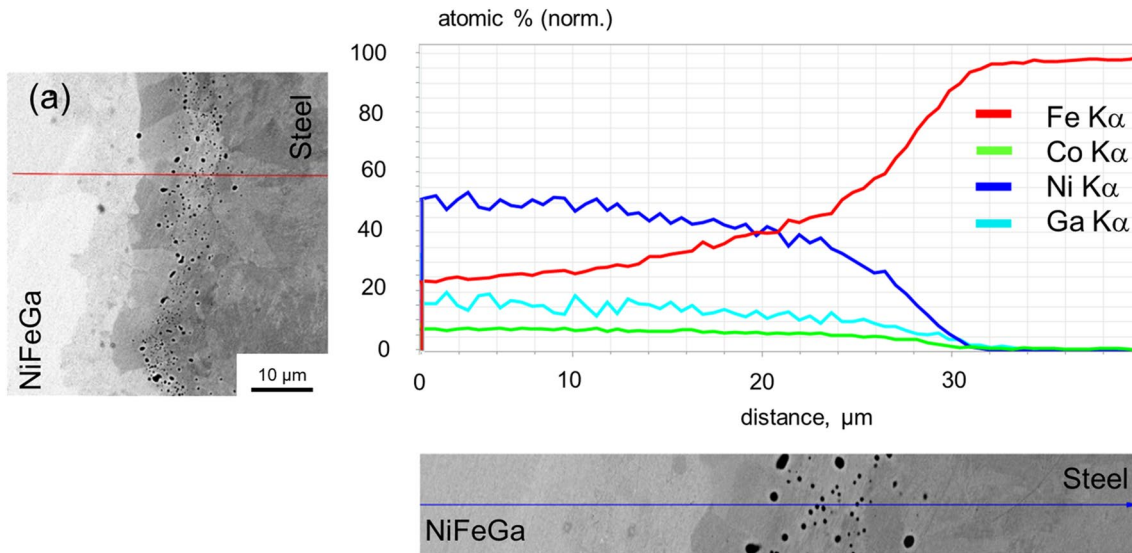 (a)
Steel
NiFeGa
10 µm
atomic % (norm.)
100
80
60
40
20
0
Fe Kα
Co Kα
Ni Kα
Ga Kα
0 10 20 30
distance, µm
Steel
NiFeGa